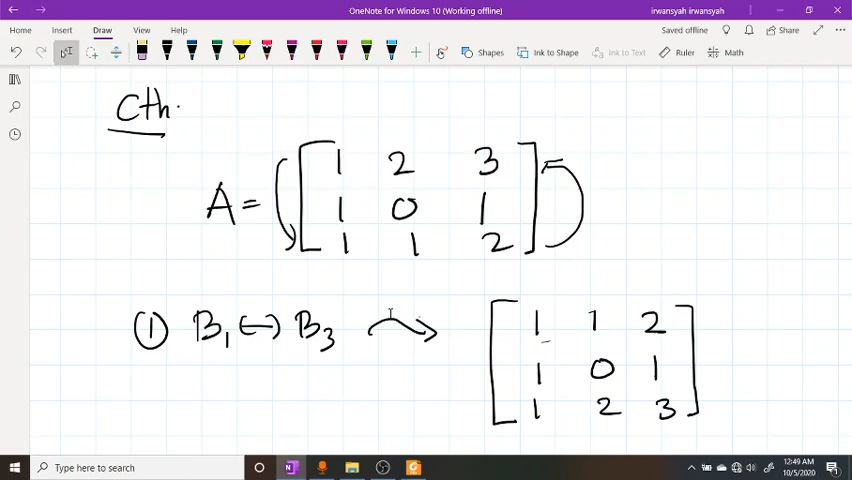 OneNote for Windows 10 (Working offline)
irwansyah irwansyah
Home Insert Draw History View Help
Saved offline Share
Shapes Ink to Shape Ink to Text Ruler Math
Cth.
A = [ 1 2 3
1 0 1
1 1 2 ]
① B₁ ↔ B₃ ↝ [ 1 1 2
1 0 1
1 2 3 ]
Type here to search
12:49 AM
10/5/2020